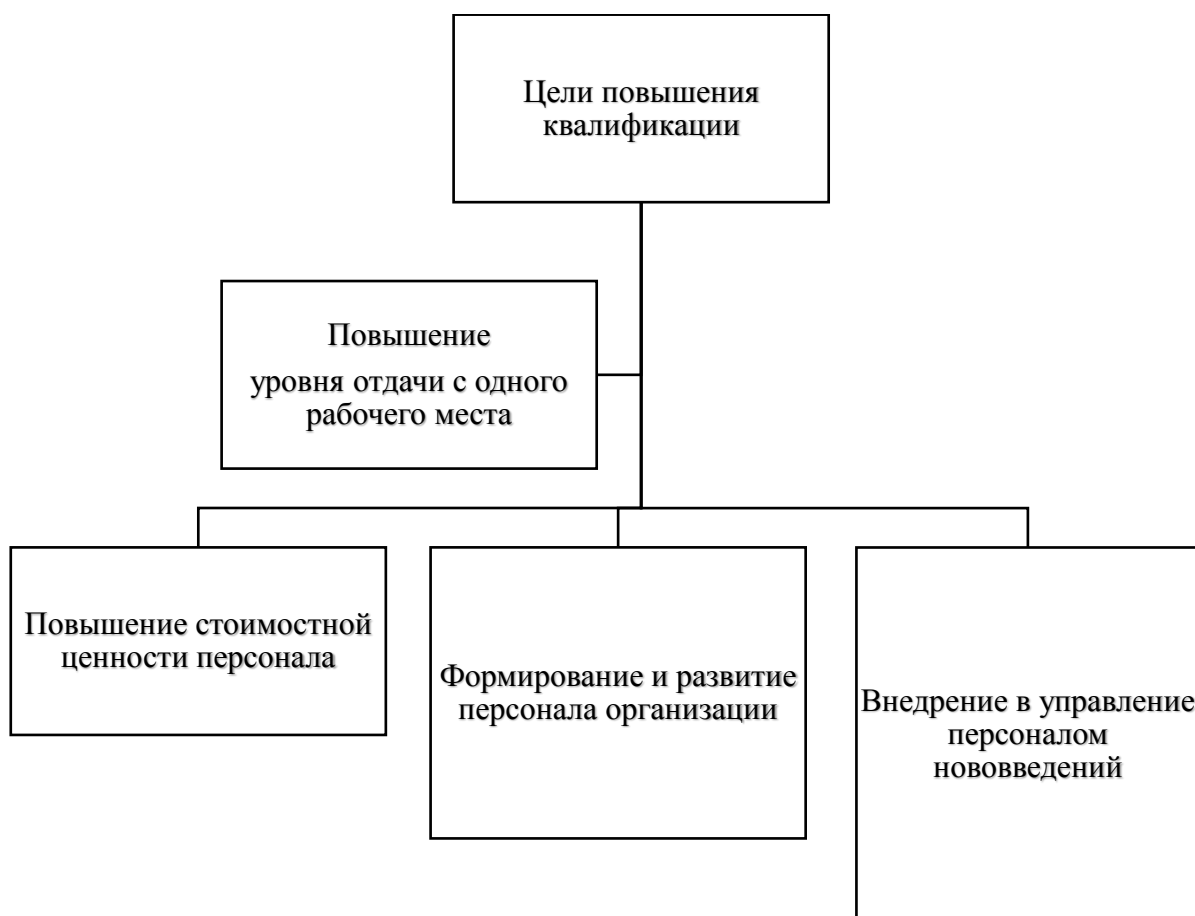 Цели повышения
квалификации
Повышение
уровня отдачи с одного
рабочего места
Повышение стоимостной
ценности персонала
Формирование и развитие
персонала организации
Внедрение в управление
персоналом
нововведений